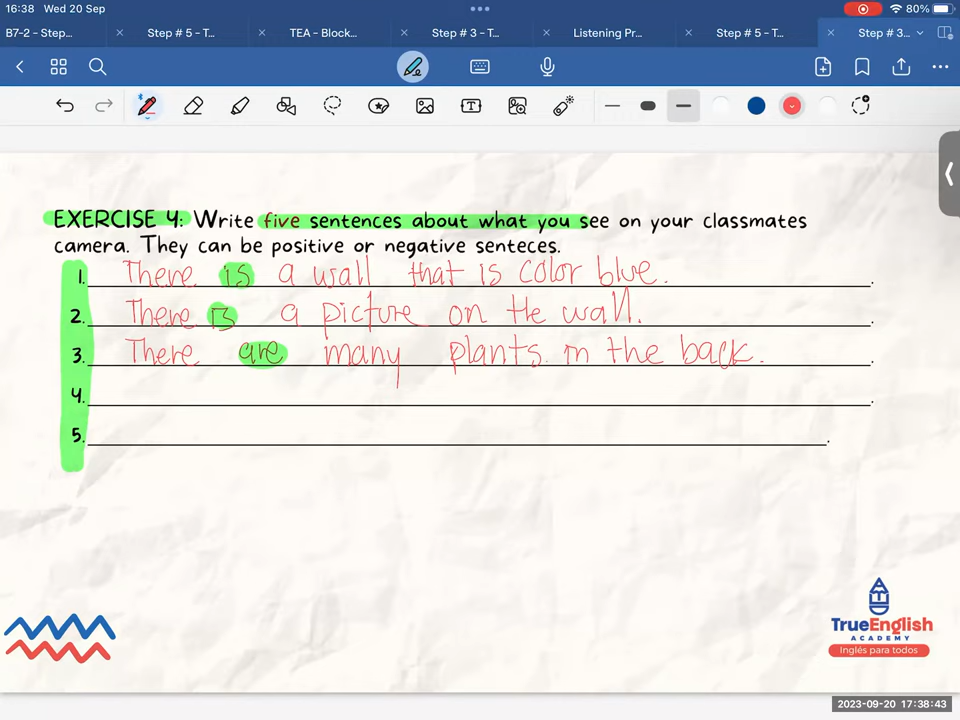 16:38 Wed 20 Sep
80%
B7-2 - Step...
Step # 5 - T...
TEA - Block...
Step # 3 - T...
Listening Pr...
Step # 5 - T...
Step # 3...
EXERCISE 4: Write five sentences about what you see on your classmates
camera. They can be positive or negative senteces.
1. There is a wall that is color blue.
2. There is a picture on the wall.
3. There are many plants in the back.
4.
5.
TrueEnglish
ACADEMY
Inglés para todos
2023-09-20 17:38:43